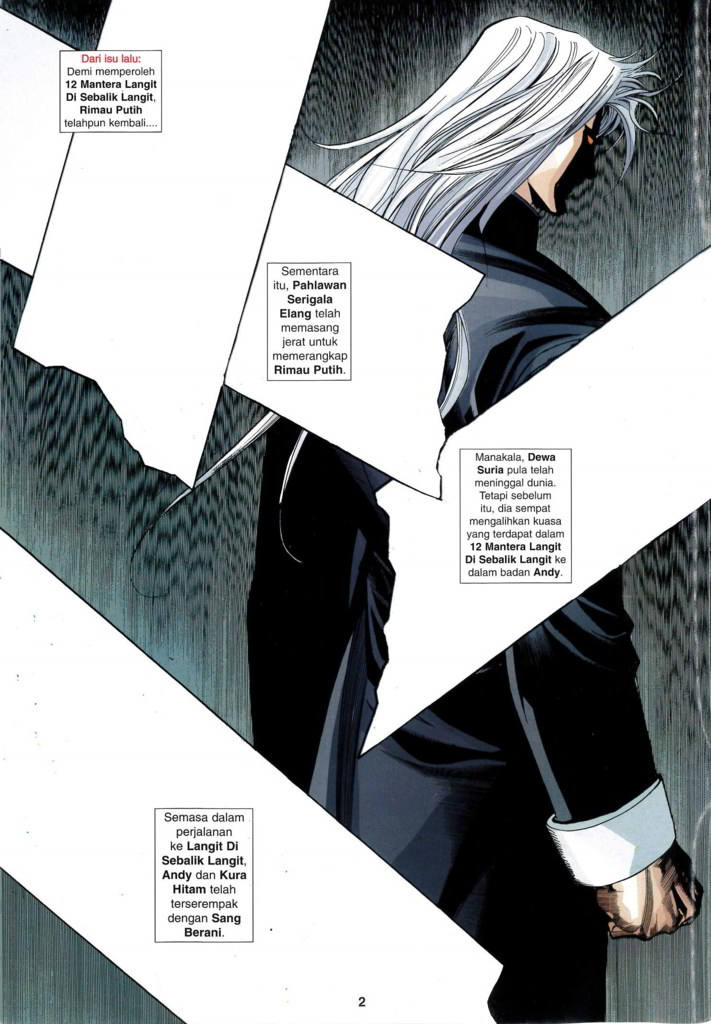 Dari isu lalu:
Demi memperoleh
12 Mantera Langit
Di Sebalik Langit,
Rimau Putih
telahpun kembali....
Sementara
itu, Pahlawan
Serigala
Elang telah
memasang
jerat untuk
memerangkap
Rimau Putih.
Manakala, Dewa
Suria pula telah
meninggal dunia.
Tetapi sebelum
itu, dia sempat
mengalihkan kuasa
yang terdapat dalam
12 Mantera Langit
Di Sebalik Langit ke
dalam badan Andy.
Semasa dalam
perjalanan
ke Langit Di
Sebalik Langit,
Andy dan Kura
Hitam telah
terserempak
dengan Sang
Berani.
2